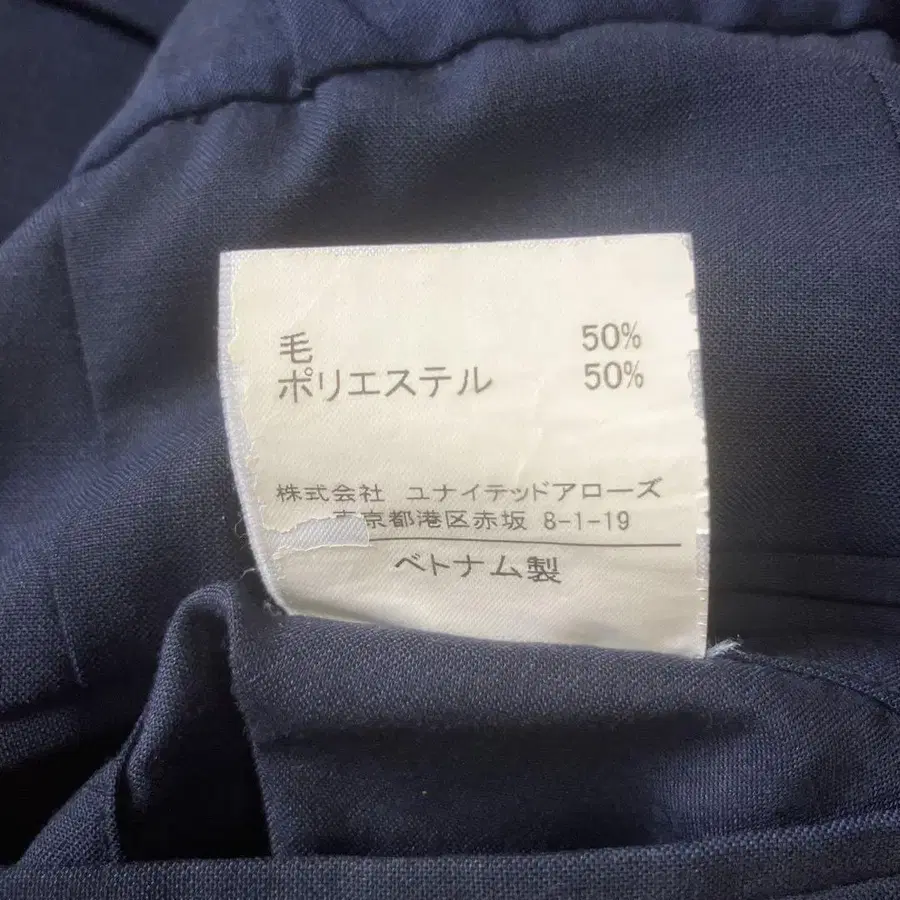 毛 50%
ポリエステル 50%
株式会社 ユナイテッドアローズ
東京都港区赤坂 8-1-19
ベトナム製